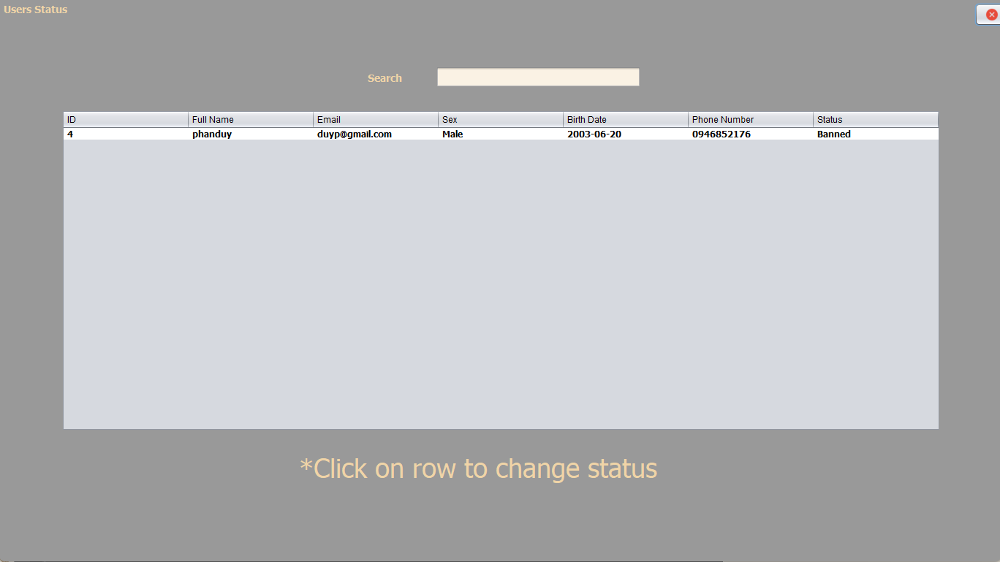 Users Status
Search
ID Full Name Email Sex Birth Date Phone Number Status
4 phanduy duyp@gmail.com Male 2003-06-20 0946852176 Banned
*Click on row to change status